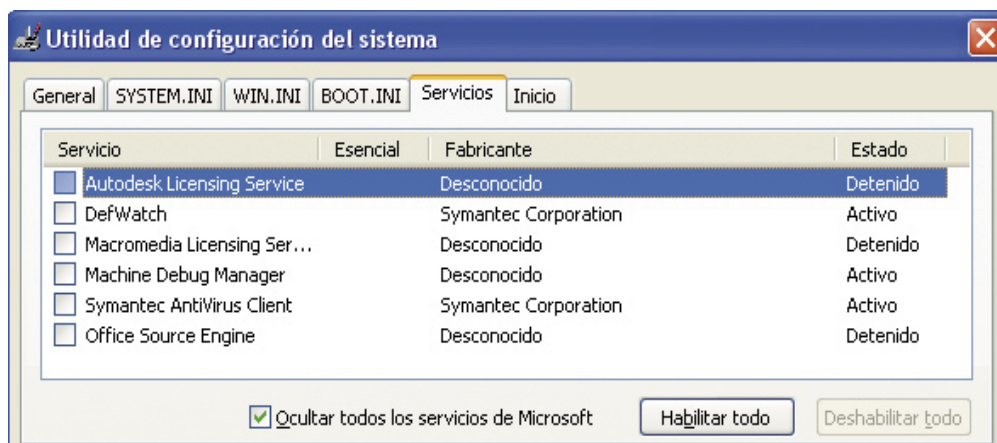 Utilidad de configuración del sistema
General SYSTEM.INI WIN.INI BOOT.INI Servicios Inicio
Servicio Esencial Fabricante Estado
Autodesk Licensing Service Desconocido Detenido
DefWatch Symantec Corporation Activo
Macromedia Licensing Ser... Desconocido Detenido
Machine Debug Manager Desconocido Activo
Symantec AntiVirus Client Symantec Corporation Activo
Office Source Engine Desconocido Detenido
Ocultar todos los servicios de Microsoft Habilitar todo Deshabilitar todo